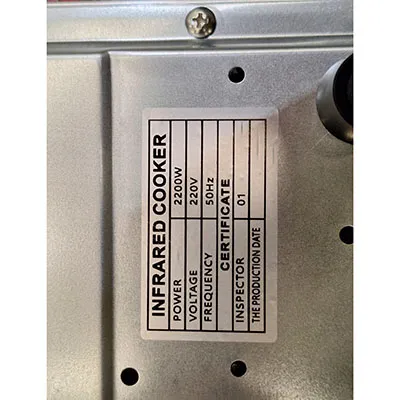 INFRARED COOKER
POWER 2200W
VOLTAGE 220V
FREQUENCY 50Hz
CERTIFICATE
INSPECTOR 01
THE PRODUCTION DATE